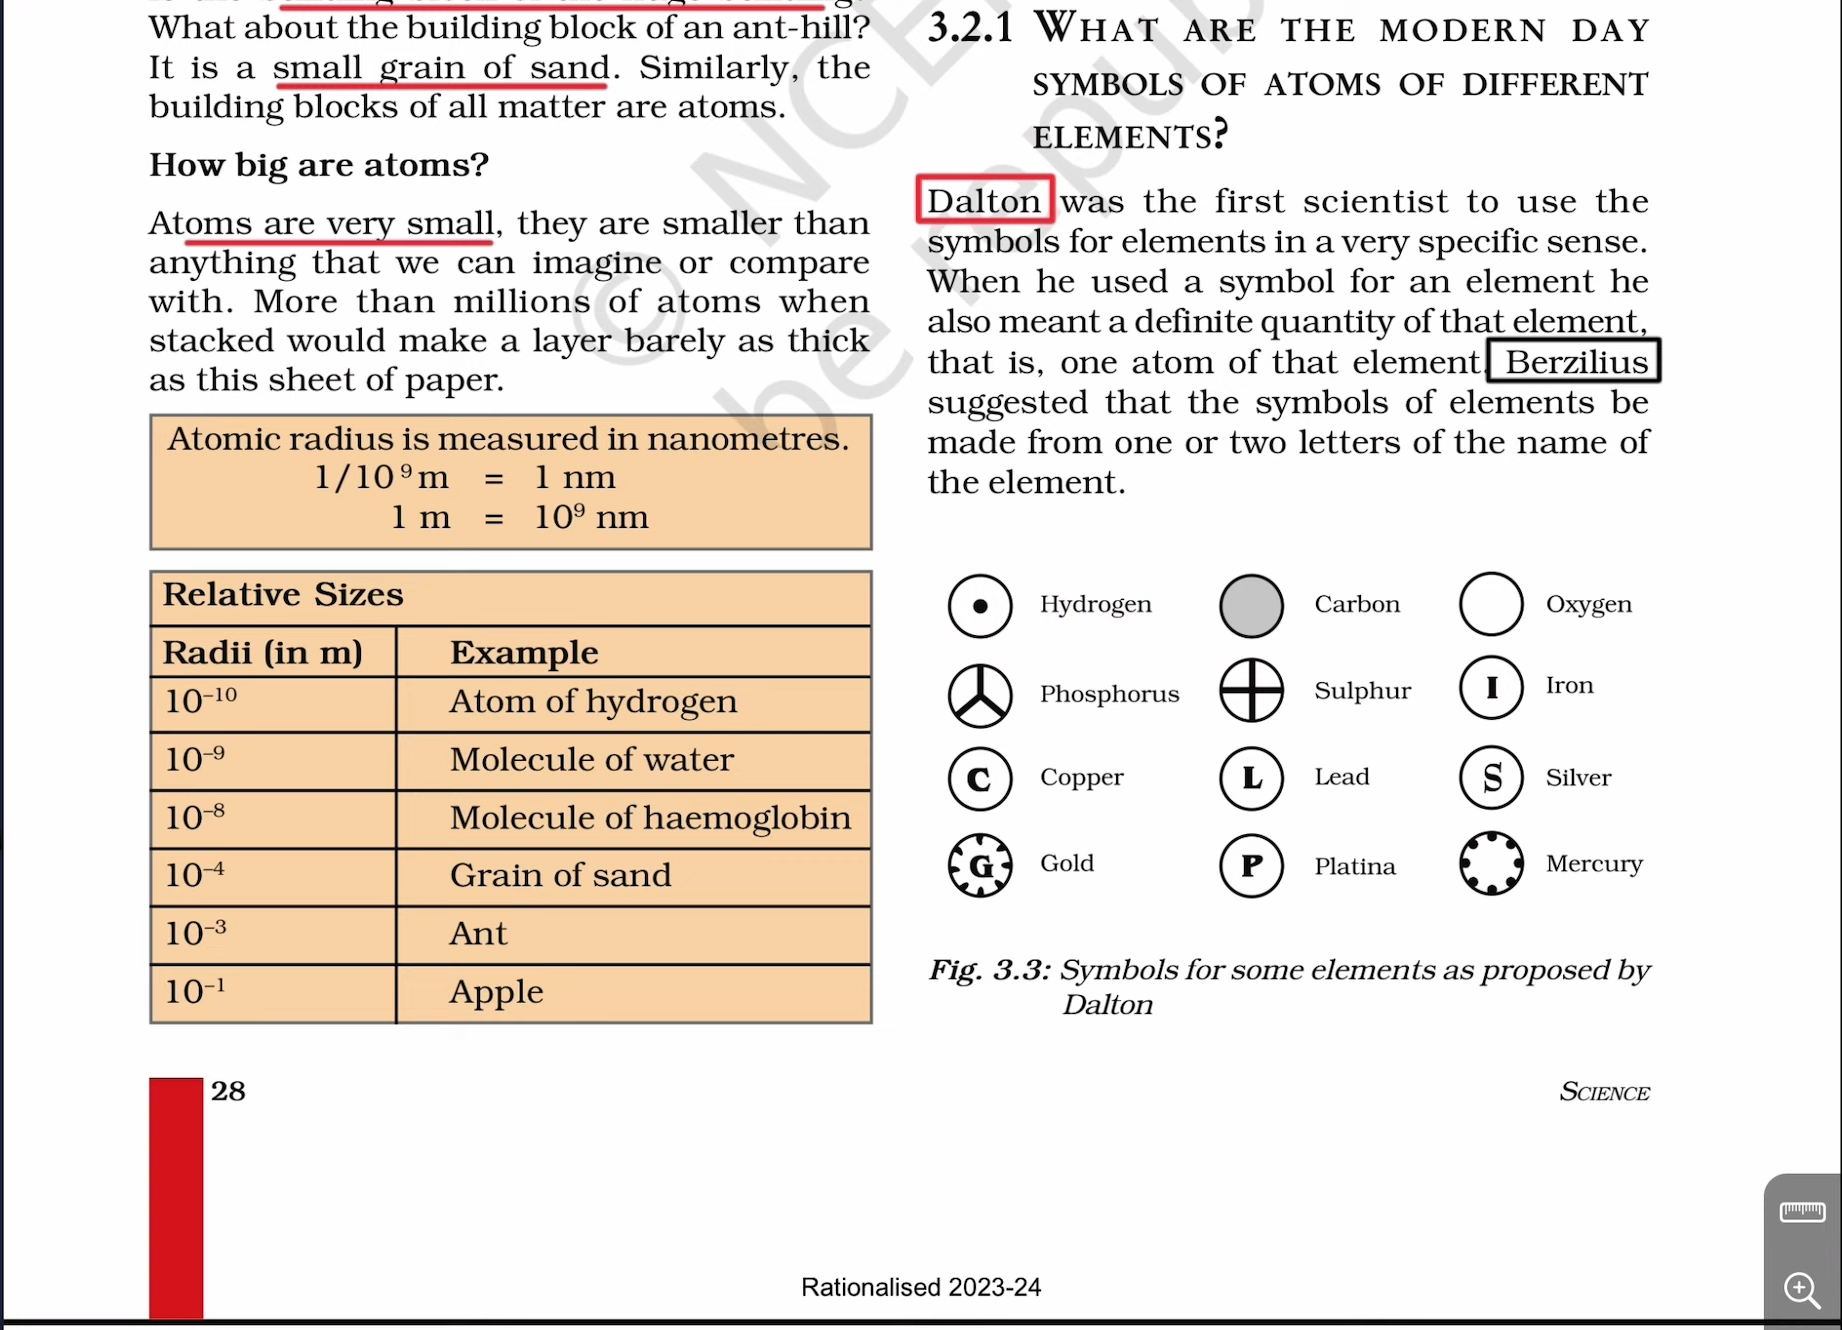 What about the building block of an ant-hill?
It is a small grain of sand. Similarly, the
building blocks of all matter are atoms.
How big are atoms?
Atoms are very small, they are smaller than
anything that we can imagine or compare
with. More than millions of atoms when
stacked would make a layer barely as thick
as this sheet of paper.
Atomic radius is measured in nanometres.
1/10⁹ m = 1 nm
1 m = 10⁹ nm
Relative Sizes
Radii (in m) Example
10⁻¹⁰ Atom of hydrogen
10⁻⁹ Molecule of water
10⁻⁸ Molecule of haemoglobin
10⁻⁴ Grain of sand
10⁻³ Ant
10⁻¹ Apple
3.2.1 WHAT ARE THE MODERN DAY
SYMBOLS OF ATOMS OF DIFFERENT
ELEMENTS?
Dalton was the first scientist to use the
symbols for elements in a very specific sense.
When he used a symbol for an element he
also meant a definite quantity of that element,
that is, one atom of that element. Berzilius
suggested that the symbols of elements be
made from one or two letters of the name of
the element.
Hydrogen Carbon Oxygen
Phosphorus Sulphur I Iron
C Copper L Lead S Silver
G Gold P Platina Mercury
Fig. 3.3: Symbols for some elements as proposed by
Dalton
28 SCIENCE
Rationalised 2023-24